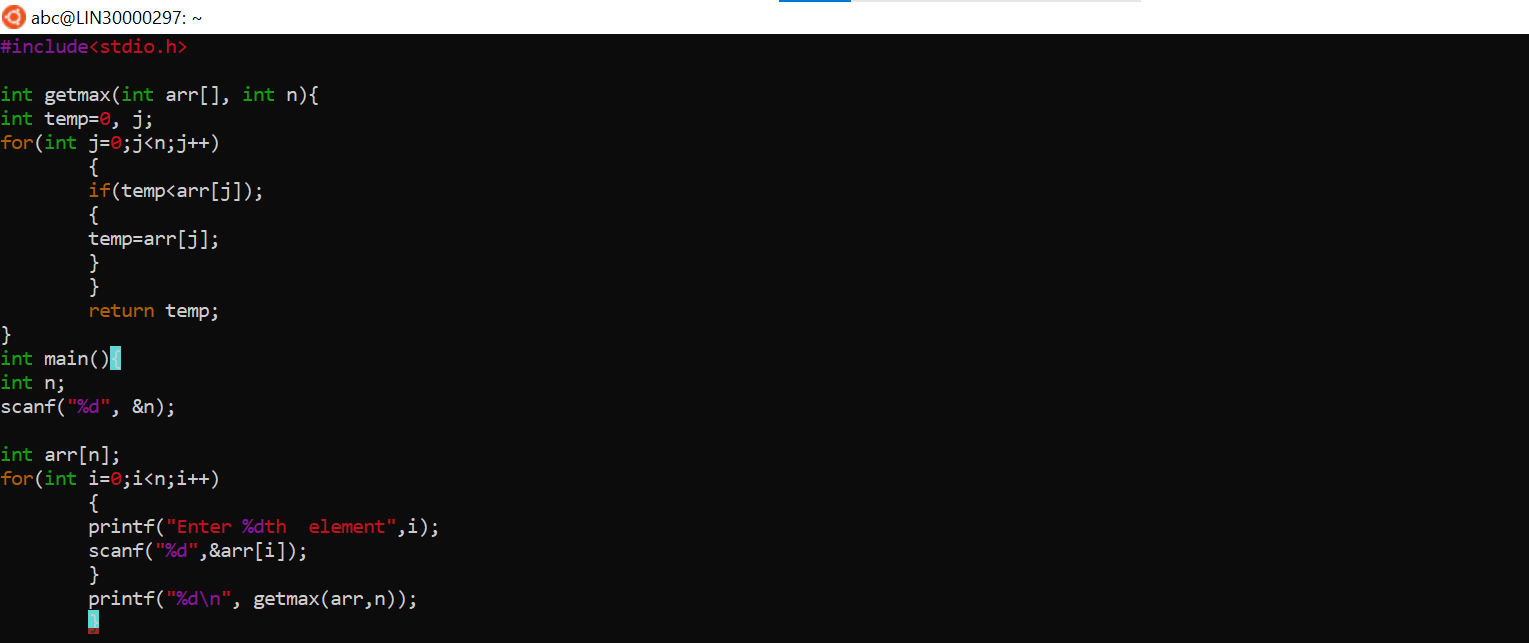 abc@LIN30000297: ~
#include<stdio.h>

int getmax(int arr[], int n){
int temp=0, j;
for(int j=0;j<n;j++)
        {
        if(temp<arr[j]);
        {
        temp=arr[j];
        }
        }
        return temp;
}
int main(){
int n;
scanf("%d", &n);

int arr[n];
for(int i=0;i<n;i++)
        {
        printf("Enter %dth  element",i);
        scanf("%d",&arr[i]);
        }
        printf("%d\n", getmax(arr,n));
        }